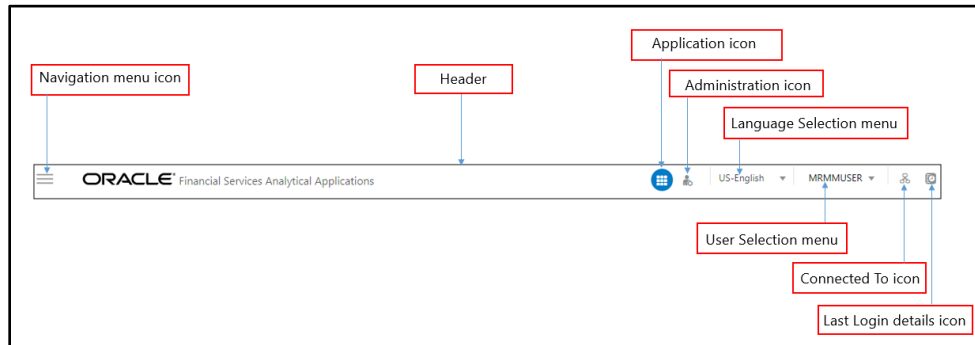 Application icon
Navigation menu icon
Header
Administration icon
Language Selection menu
ORACLE® Financial Services Analytical Applications
US-English
MRMMUSER
User Selection menu
Connected To icon
Last Login details icon